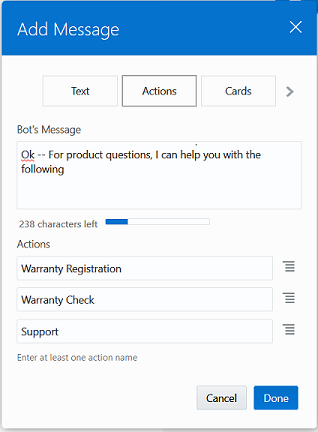 Add Message
Text
Actions
Cards
Bot's Message
Ok -- For product questions, I can help you with the
following
238 characters left
Actions
Warranty Registration
Warranty Check
Support
Enter at least one action name
Cancel
Done